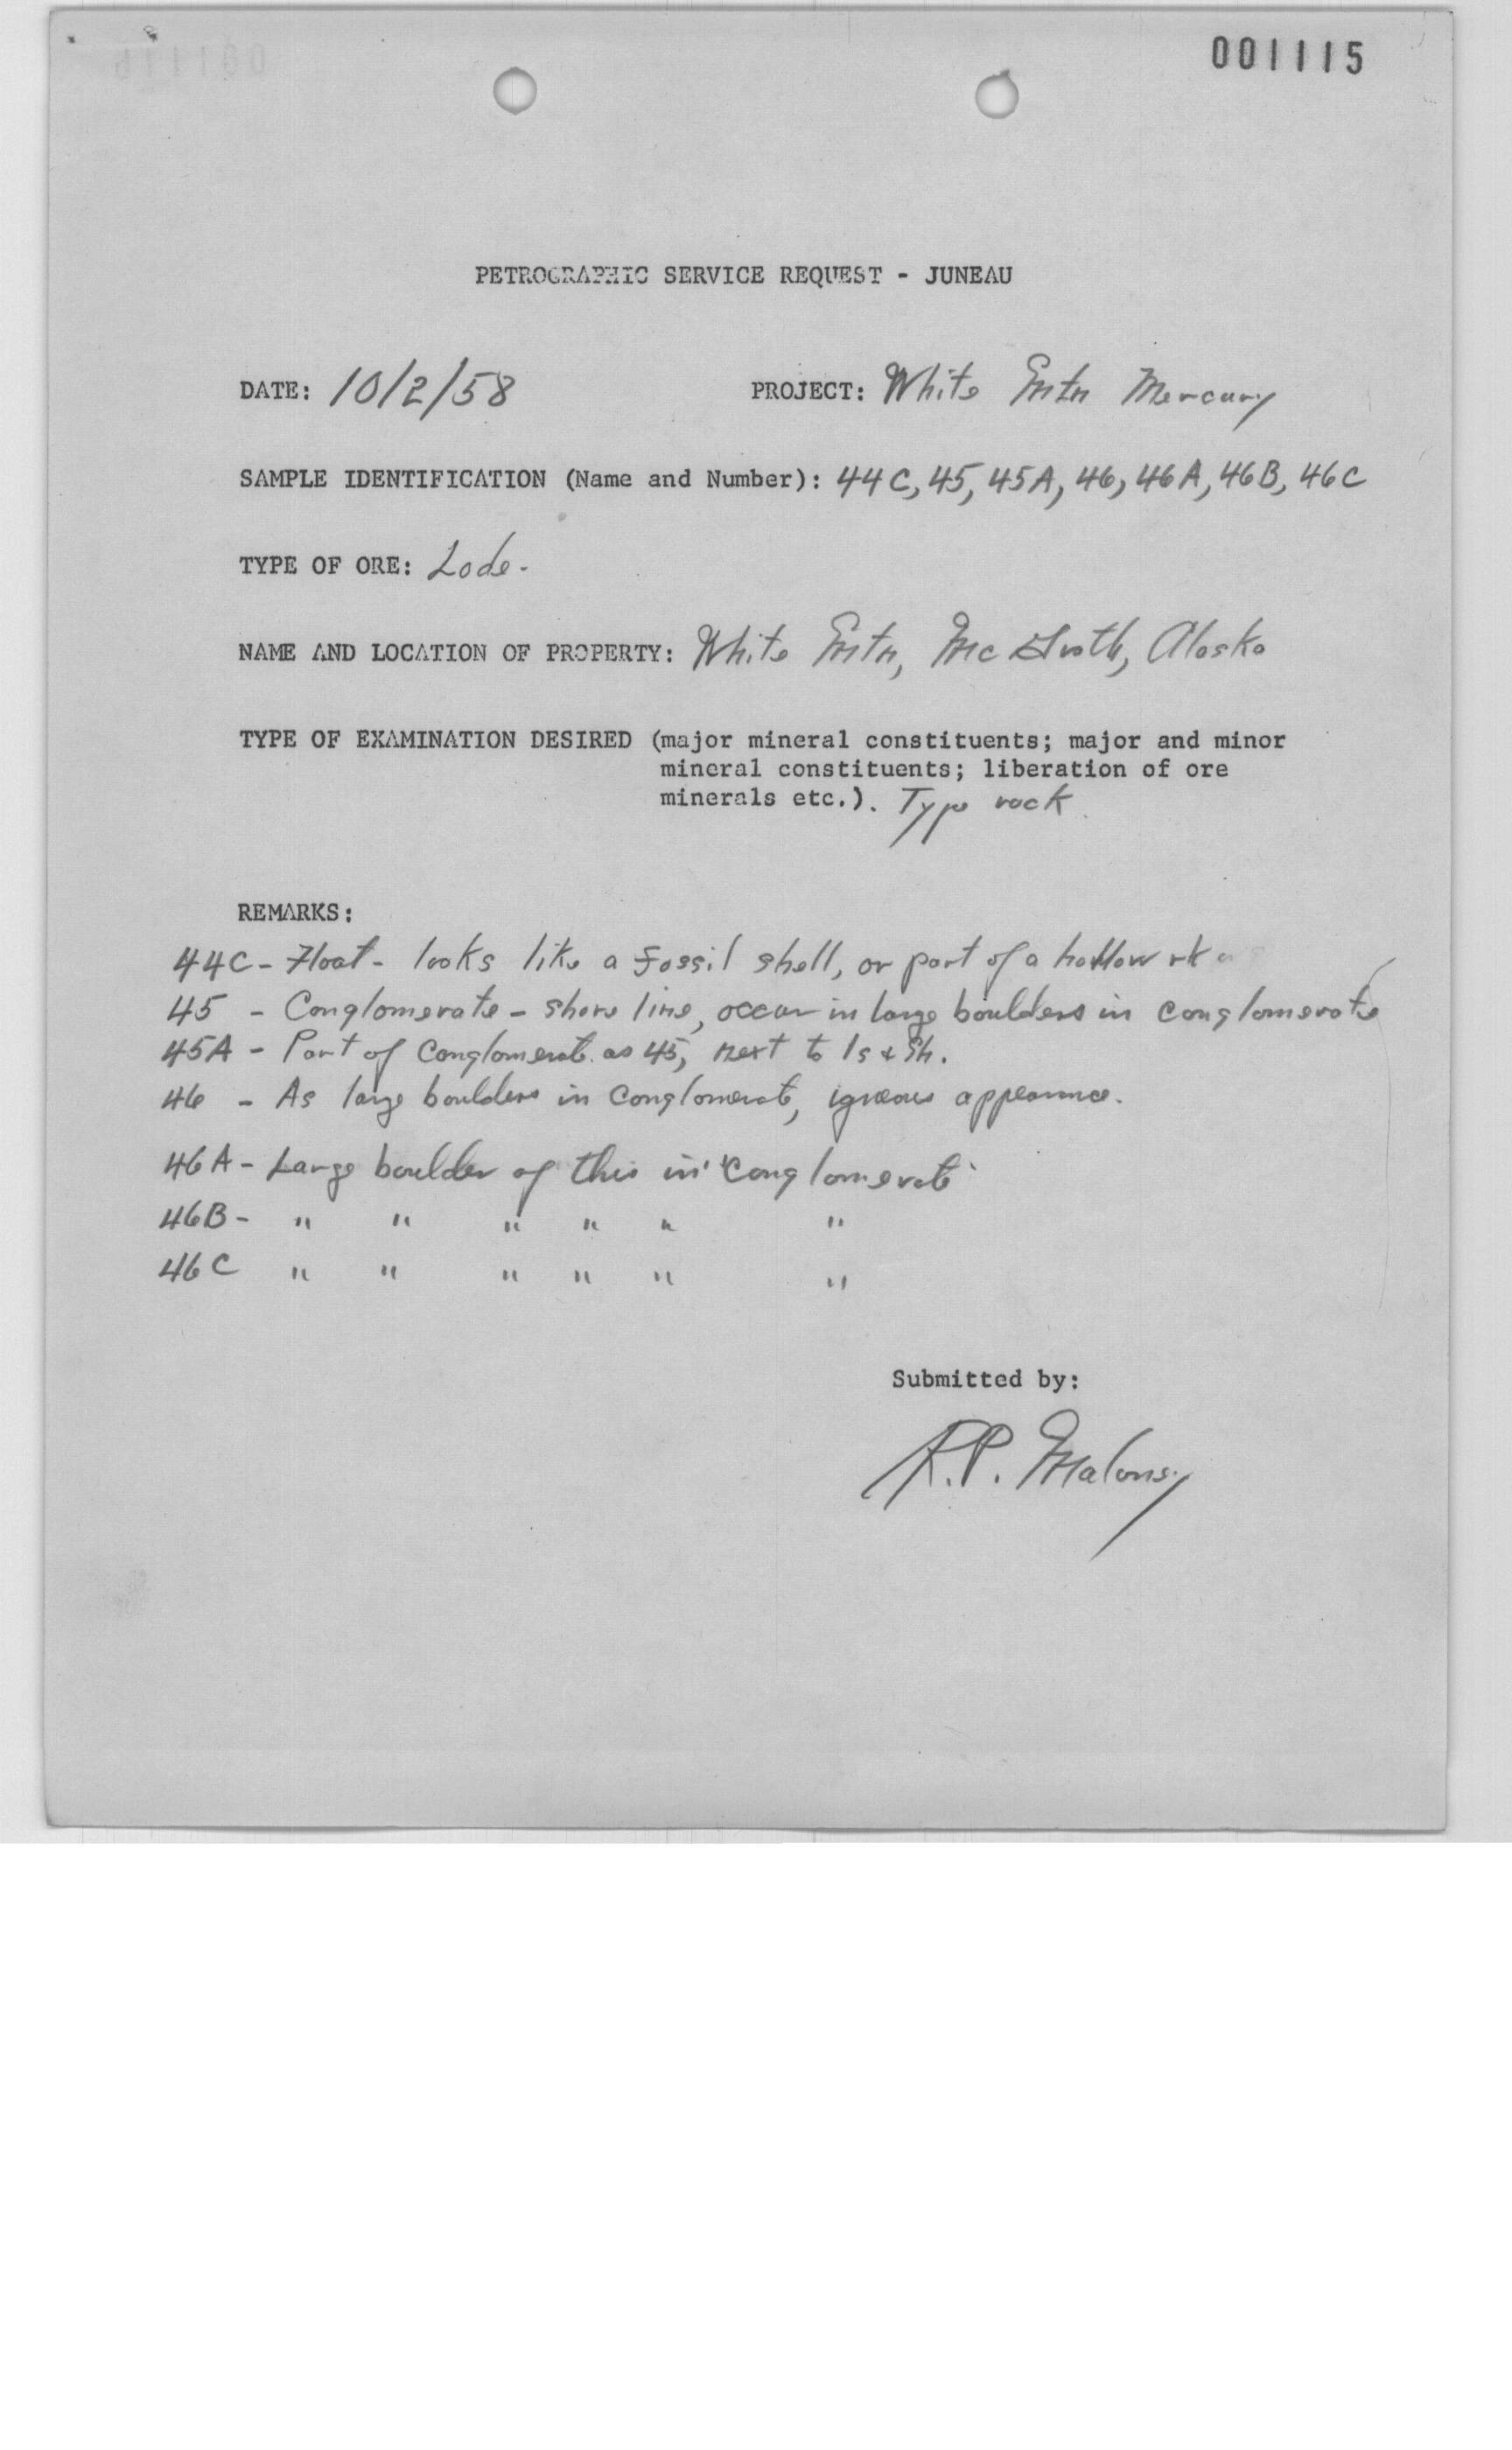 001115
PETROGRAPHIC SERVICE REQUEST - JUNEAU
DATE: 10/2/58 PROJECT: White Mtn Mercury
SAMPLE IDENTIFICATION (Name and Number): 44C, 45, 45A, 46, 46A, 46B, 46C
TYPE OF ORE: Lode.
NAME AND LOCATION OF PROPERTY: White Mtn, Mc Grath, Alaska
TYPE OF EXAMINATION DESIRED (major mineral constituents; major and minor
mineral constituents; liberation of ore
minerals etc.). Type rock.
REMARKS:
44C - Float - looks like a fossil shell, or part of a hollow rk
45 - Conglomerate - shore line, occur in large boulders in conglomerate
45A - Part of Conglomerate as 45, next to ls & Sh.
46 - As large boulders in conglomerate, igneous appearance.
46A - Large boulder of this in "conglomerate"
46B - " " " " " "
46C " " " " " "
Submitted by:
R.P. Maloney